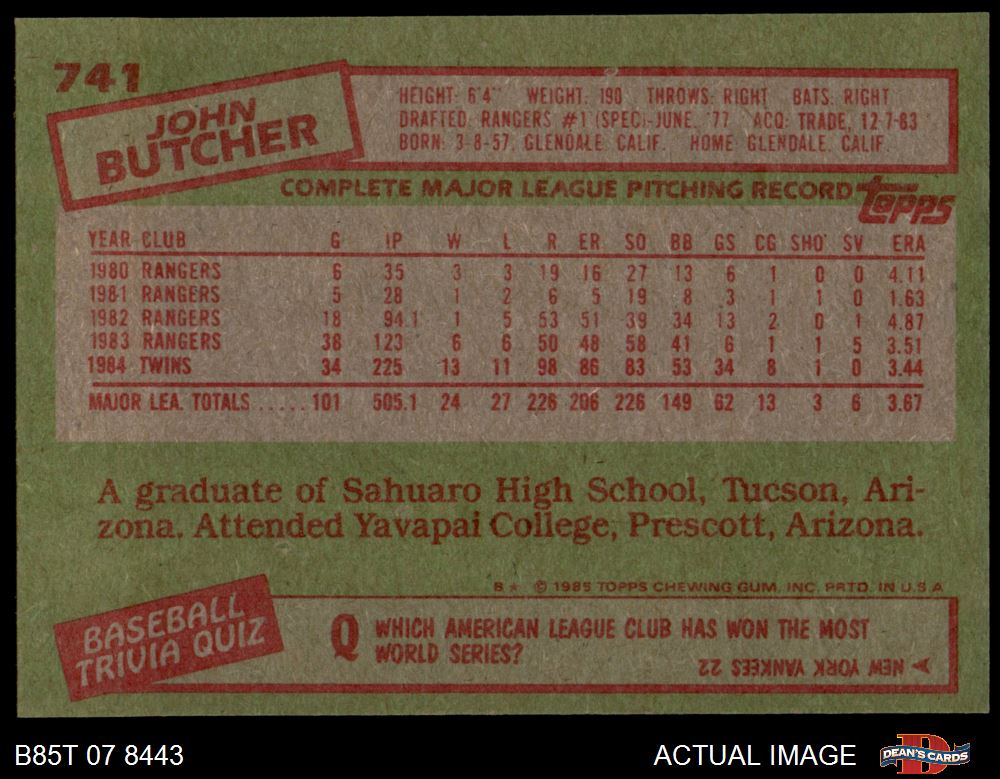 741
JOHN
BUTCHER
HEIGHT: 6'4" WEIGHT: 190 THROWS: RIGHT BATS: RIGHT
DRAFTED: RANGERS #1 (SPEC)-JUNE, '77 ACQ: TRADE, 12-7-83
BORN: 3-8-57, GLENDALE, CALIF. HOME: GLENDALE, CALIF.
COMPLETE MAJOR LEAGUE PITCHING RECORD topps
YEAR CLUB G IP W L R ER SO BB GS CG SHO SV ERA
1980 RANGERS 6 35 3 3 19 16 27 13 6 1 0 0 4.11
1981 RANGERS 5 28 1 2 6 5 19 8 3 1 1 0 1.63
1982 RANGERS 18 94.1 1 5 53 51 39 34 13 2 0 1 4.87
1983 RANGERS 38 123 6 6 50 48 58 41 6 1 1 5 3.51
1984 TWINS 34 225 13 11 98 86 83 53 34 8 1 0 3.44
MAJOR LEA. TOTALS ..... 101 505.1 24 27 226 206 226 149 62 13 3 6 3.67
A graduate of Sahuaro High School, Tucson, Ari-
zona. Attended Yavapai College, Prescott, Arizona.
B* © 1985 TOPPS CHEWING GUM, INC. PRTD. IN U.S.A.
BASEBALL
TRIVIA QUIZ
Q WHICH AMERICAN LEAGUE CLUB HAS WON THE MOST
WORLD SERIES?
NEW YORK YANKEES 22
B85T 07 8443
ACTUAL IMAGE
DEAN'S CARDS